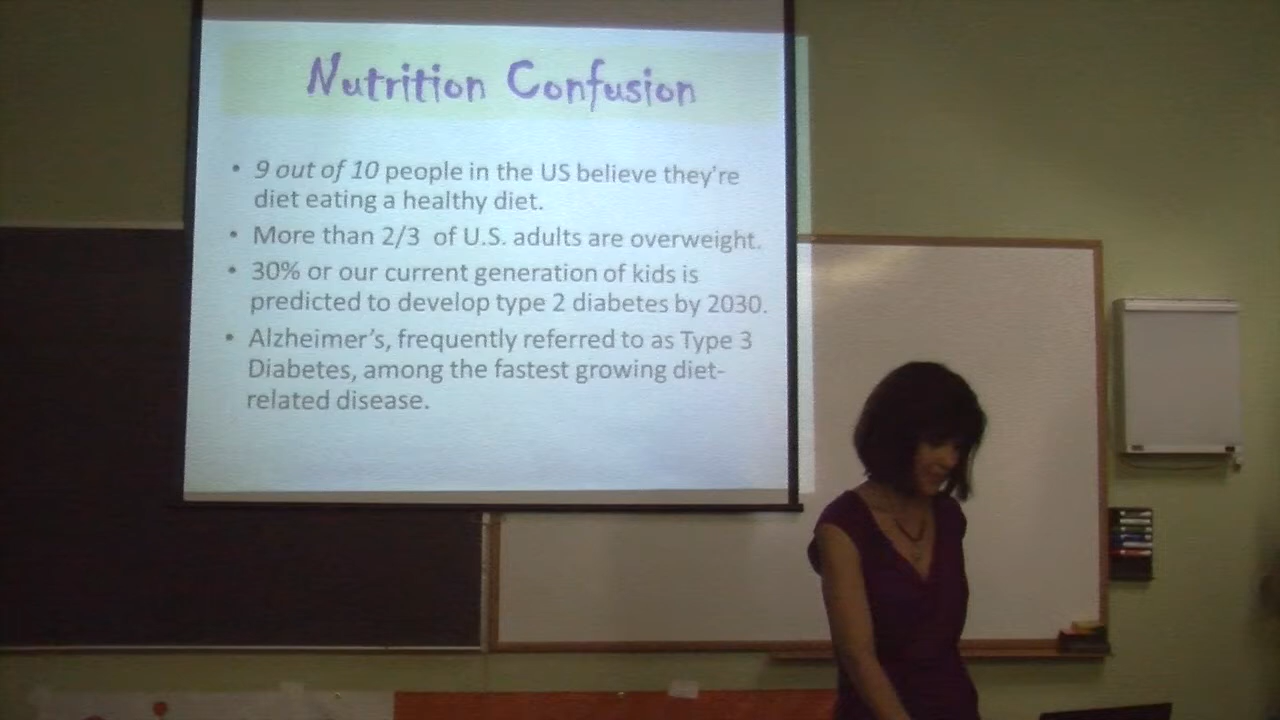 Nutrition Confusion
• 9 out of 10 people in the US believe they're
diet eating a healthy diet.
• More than 2/3 of U.S. adults are overweight.
• 30% or our current generation of kids is
predicted to develop type 2 diabetes by 2030.
• Alzheimer's, frequently referred to as Type 3
Diabetes, among the fastest growing diet-
related disease.